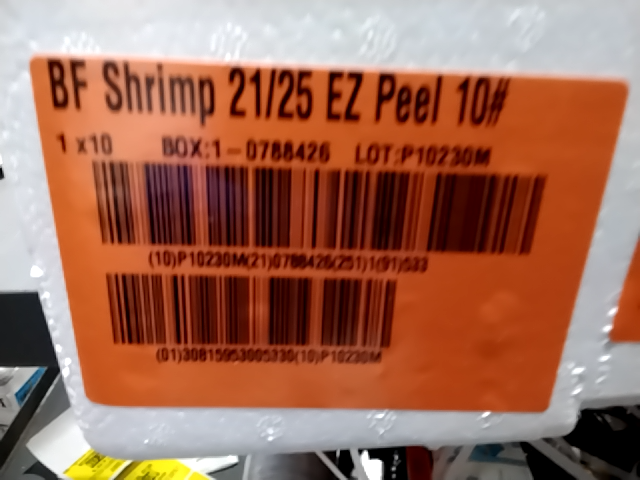 BF Shrimp 21/25 EZ Peel 10#
1 x10 BOX:1-0788426 LOT:P10230M
(10)P10230M(21)0788426(251)1(91)533
(01)30815953005330(10)P10230M